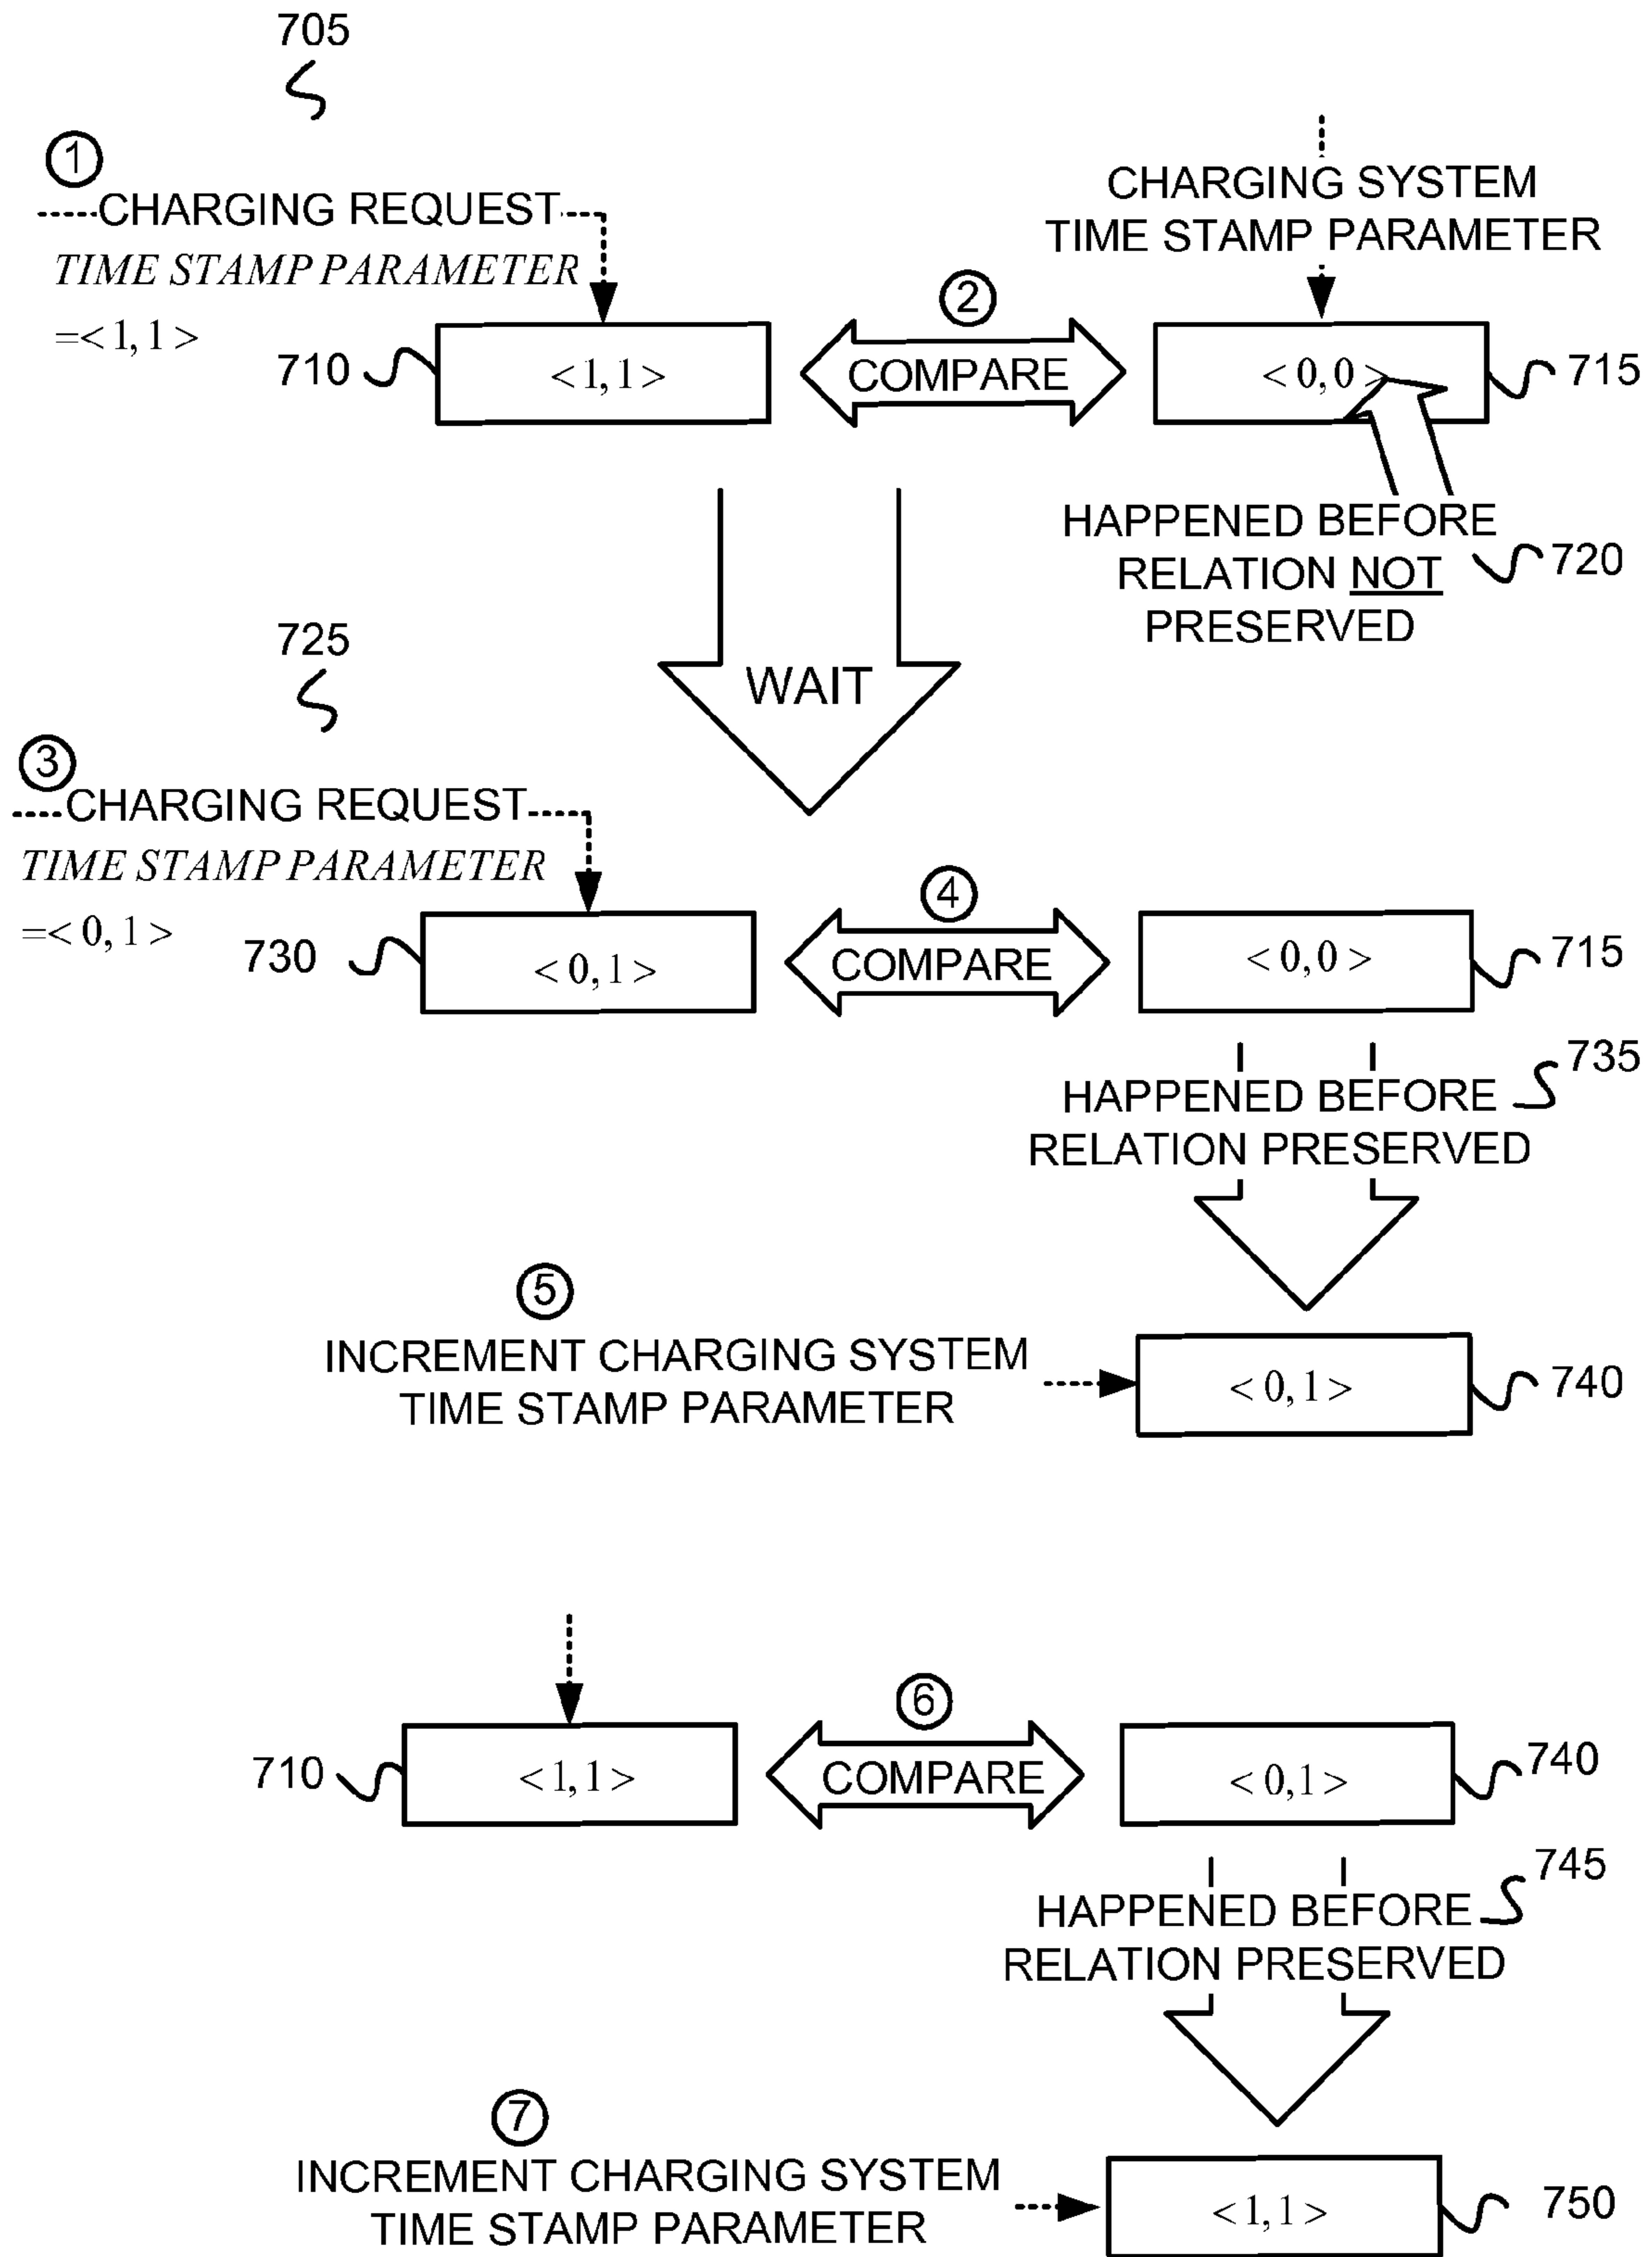 705
①
CHARGING REQUEST
TIME STAMP PARAMETER
=< 1, 1 >
CHARGING SYSTEM
TIME STAMP PARAMETER
710
< 1, 1 >
②
COMPARE
< 0, 0 >
715
HAPPENED BEFORE
RELATION NOT
PRESERVED
720
WAIT
725
③
CHARGING REQUEST
TIME STAMP PARAMETER
=< 0, 1 >
730
< 0, 1 >
④
COMPARE
< 0, 0 >
715
HAPPENED BEFORE
RELATION PRESERVED
735
⑤
INCREMENT CHARGING SYSTEM
TIME STAMP PARAMETER
< 0, 1 >
740
710
< 1, 1 >
⑥
COMPARE
< 0, 1 >
740
HAPPENED BEFORE
RELATION PRESERVED
745
⑦
INCREMENT CHARGING SYSTEM
TIME STAMP PARAMETER
< 1, 1 >
750